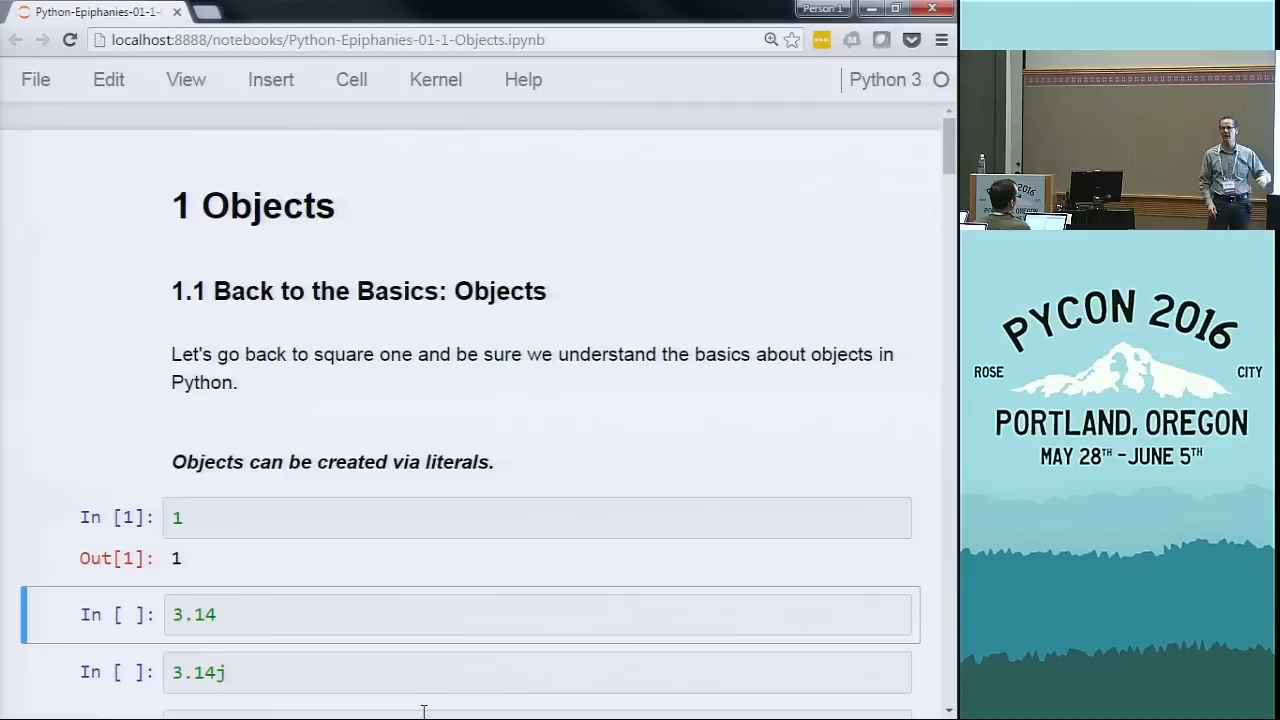 Python-Epiphanies-01-1-
Person 1
localhost:8888/notebooks/Python-Epiphanies-01-1-Objects.ipynb
File Edit View Insert Cell Kernel Help Python 3
1 Objects
1.1 Back to the Basics: Objects
Let's go back to square one and be sure we understand the basics about objects in
Python.
Objects can be created via literals.
In [1]: 1
Out[1]: 1
In [ ]: 3.14
In [ ]: 3.14j
PYCON 2016
ROSE CITY
PORTLAND, OREGON
MAY 28TH - JUNE 5TH